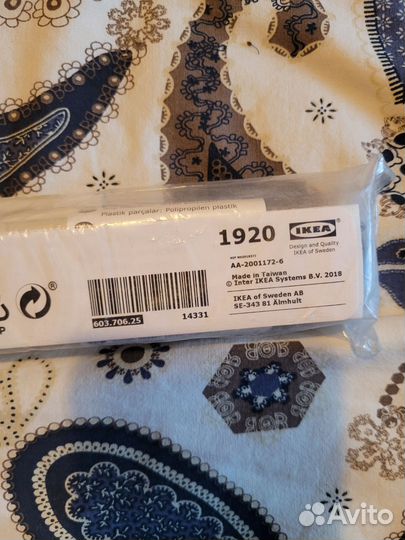 Plastik parçalar: Polipropilen plastik
1920
IKEA
Design and Quality
IKEA of Sweden
AA-2001172-6
Made in Taiwan
© Inter IKEA Systems B.V. 2018
IKEA of Sweden AB
SE-343 81 Älmhult
603.706.25
14331
P
Avito